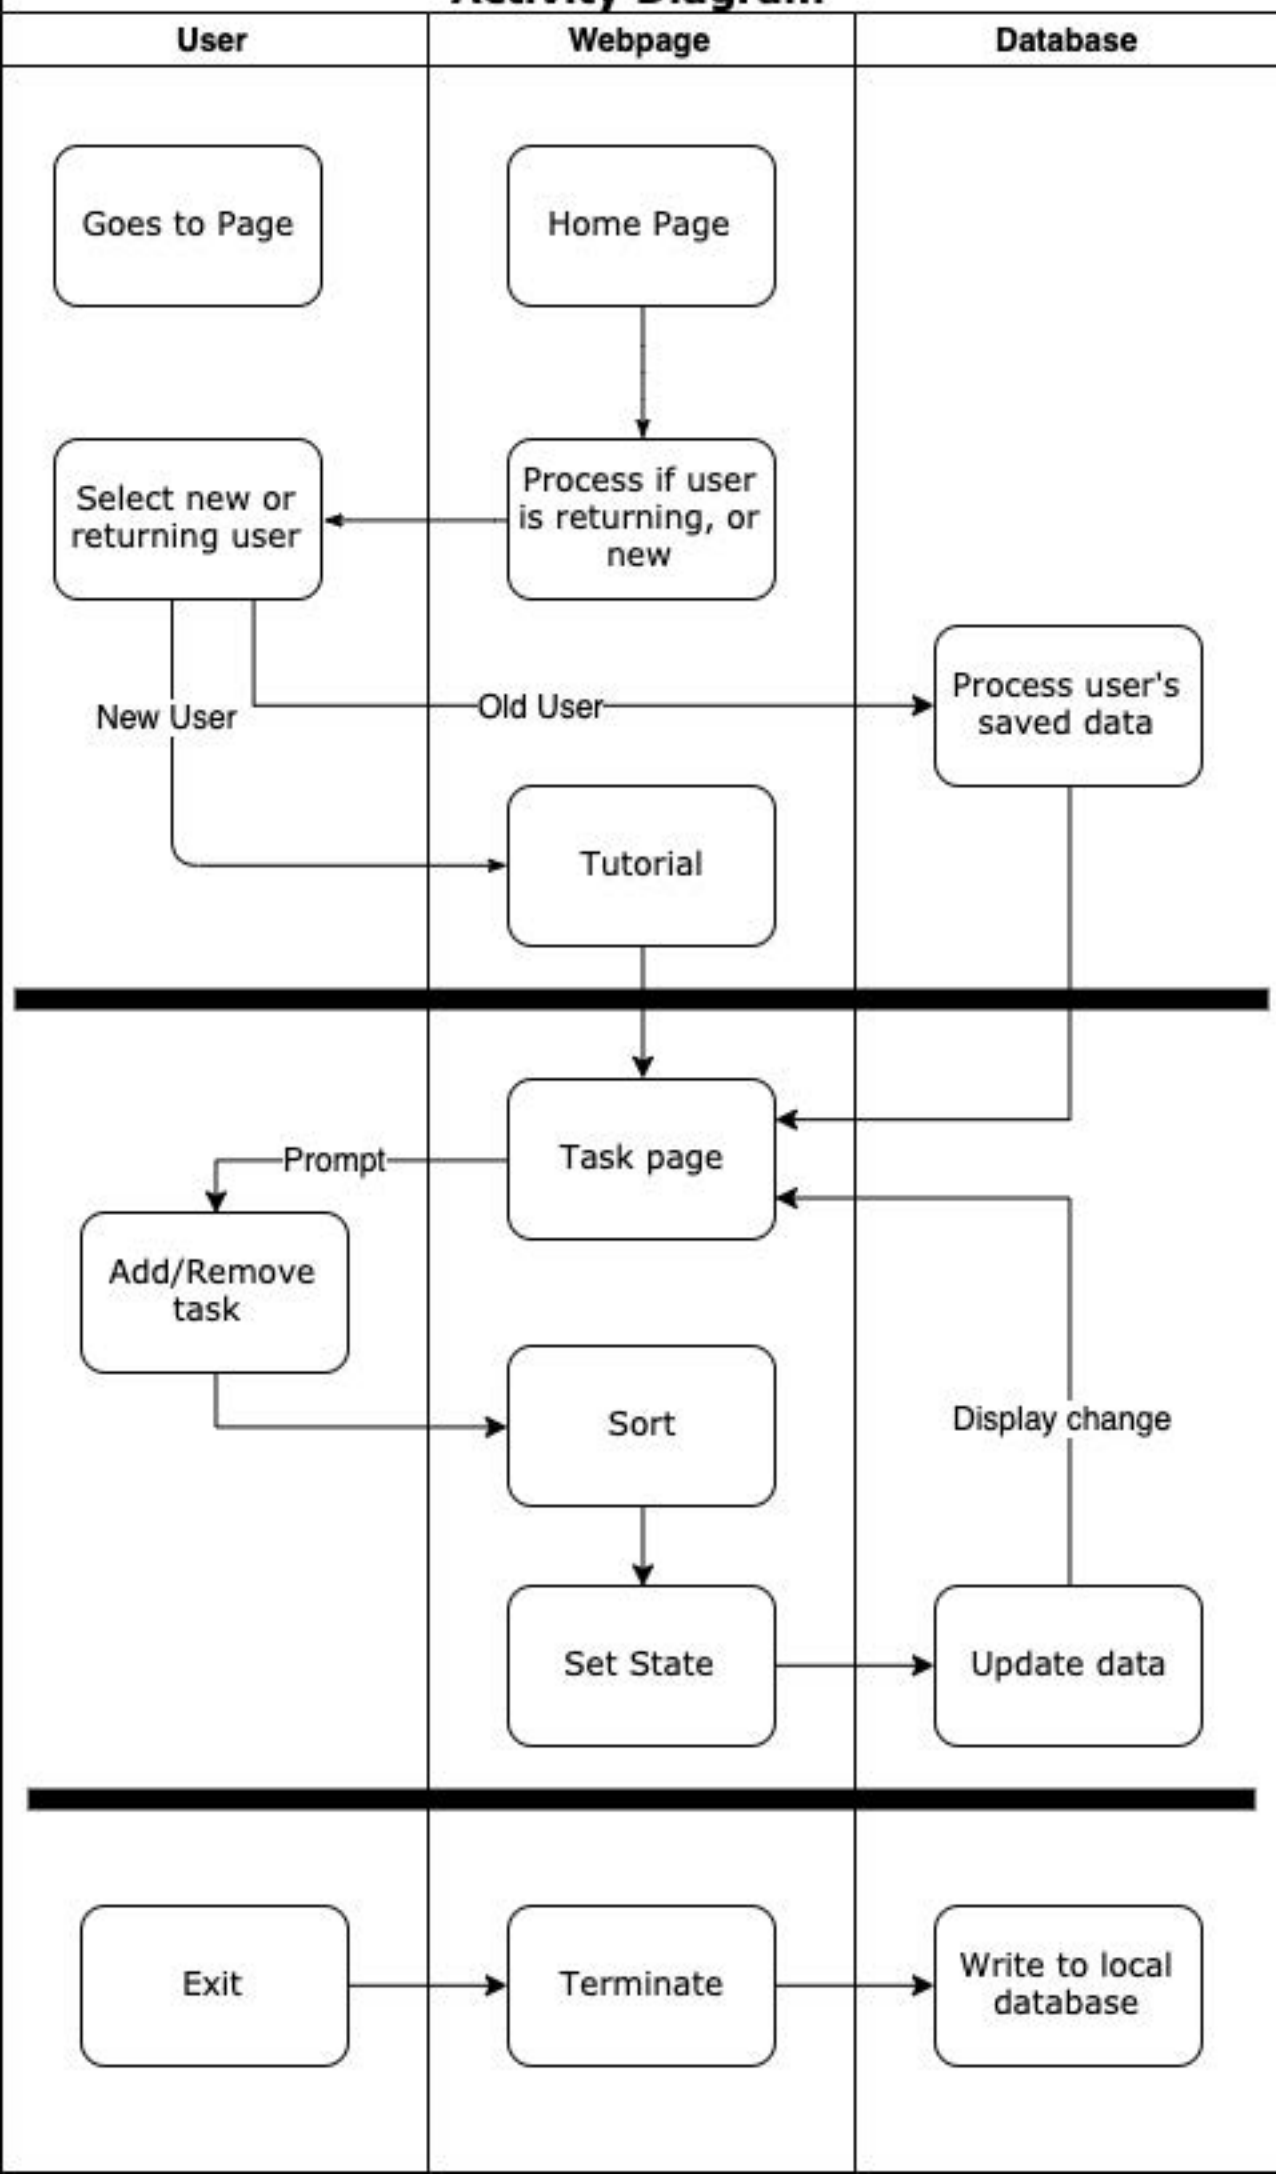 Activity Diagram
User
Webpage
Database
Goes to Page
Home Page
Select new or
returning user
Process if user
is returning, or
new
New User
Old User
Process user's
saved data
Tutorial
Task page
Prompt
Add/Remove
task
Sort
Display change
Set State
Update data
Exit
Terminate
Write to local
database